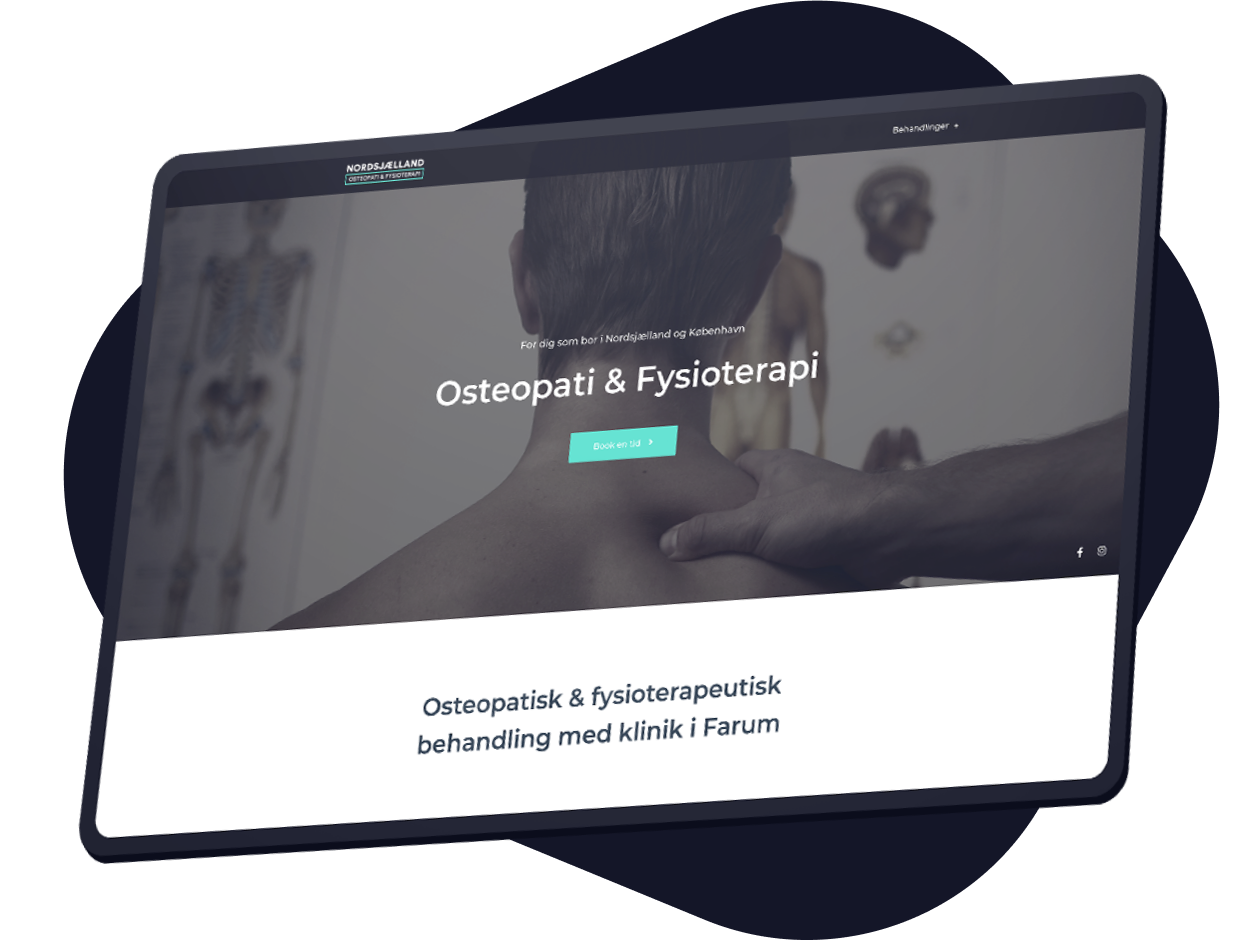 NORDSJÆLLAND
OSTEOPATI & FYSIOTERAPI
Behandlinger +
For dig som bor i Nordsjælland og København
Osteopati & Fysioterapi
Book en tid
Osteopatisk & fysioterapeutisk
behandling med klinik i Farum